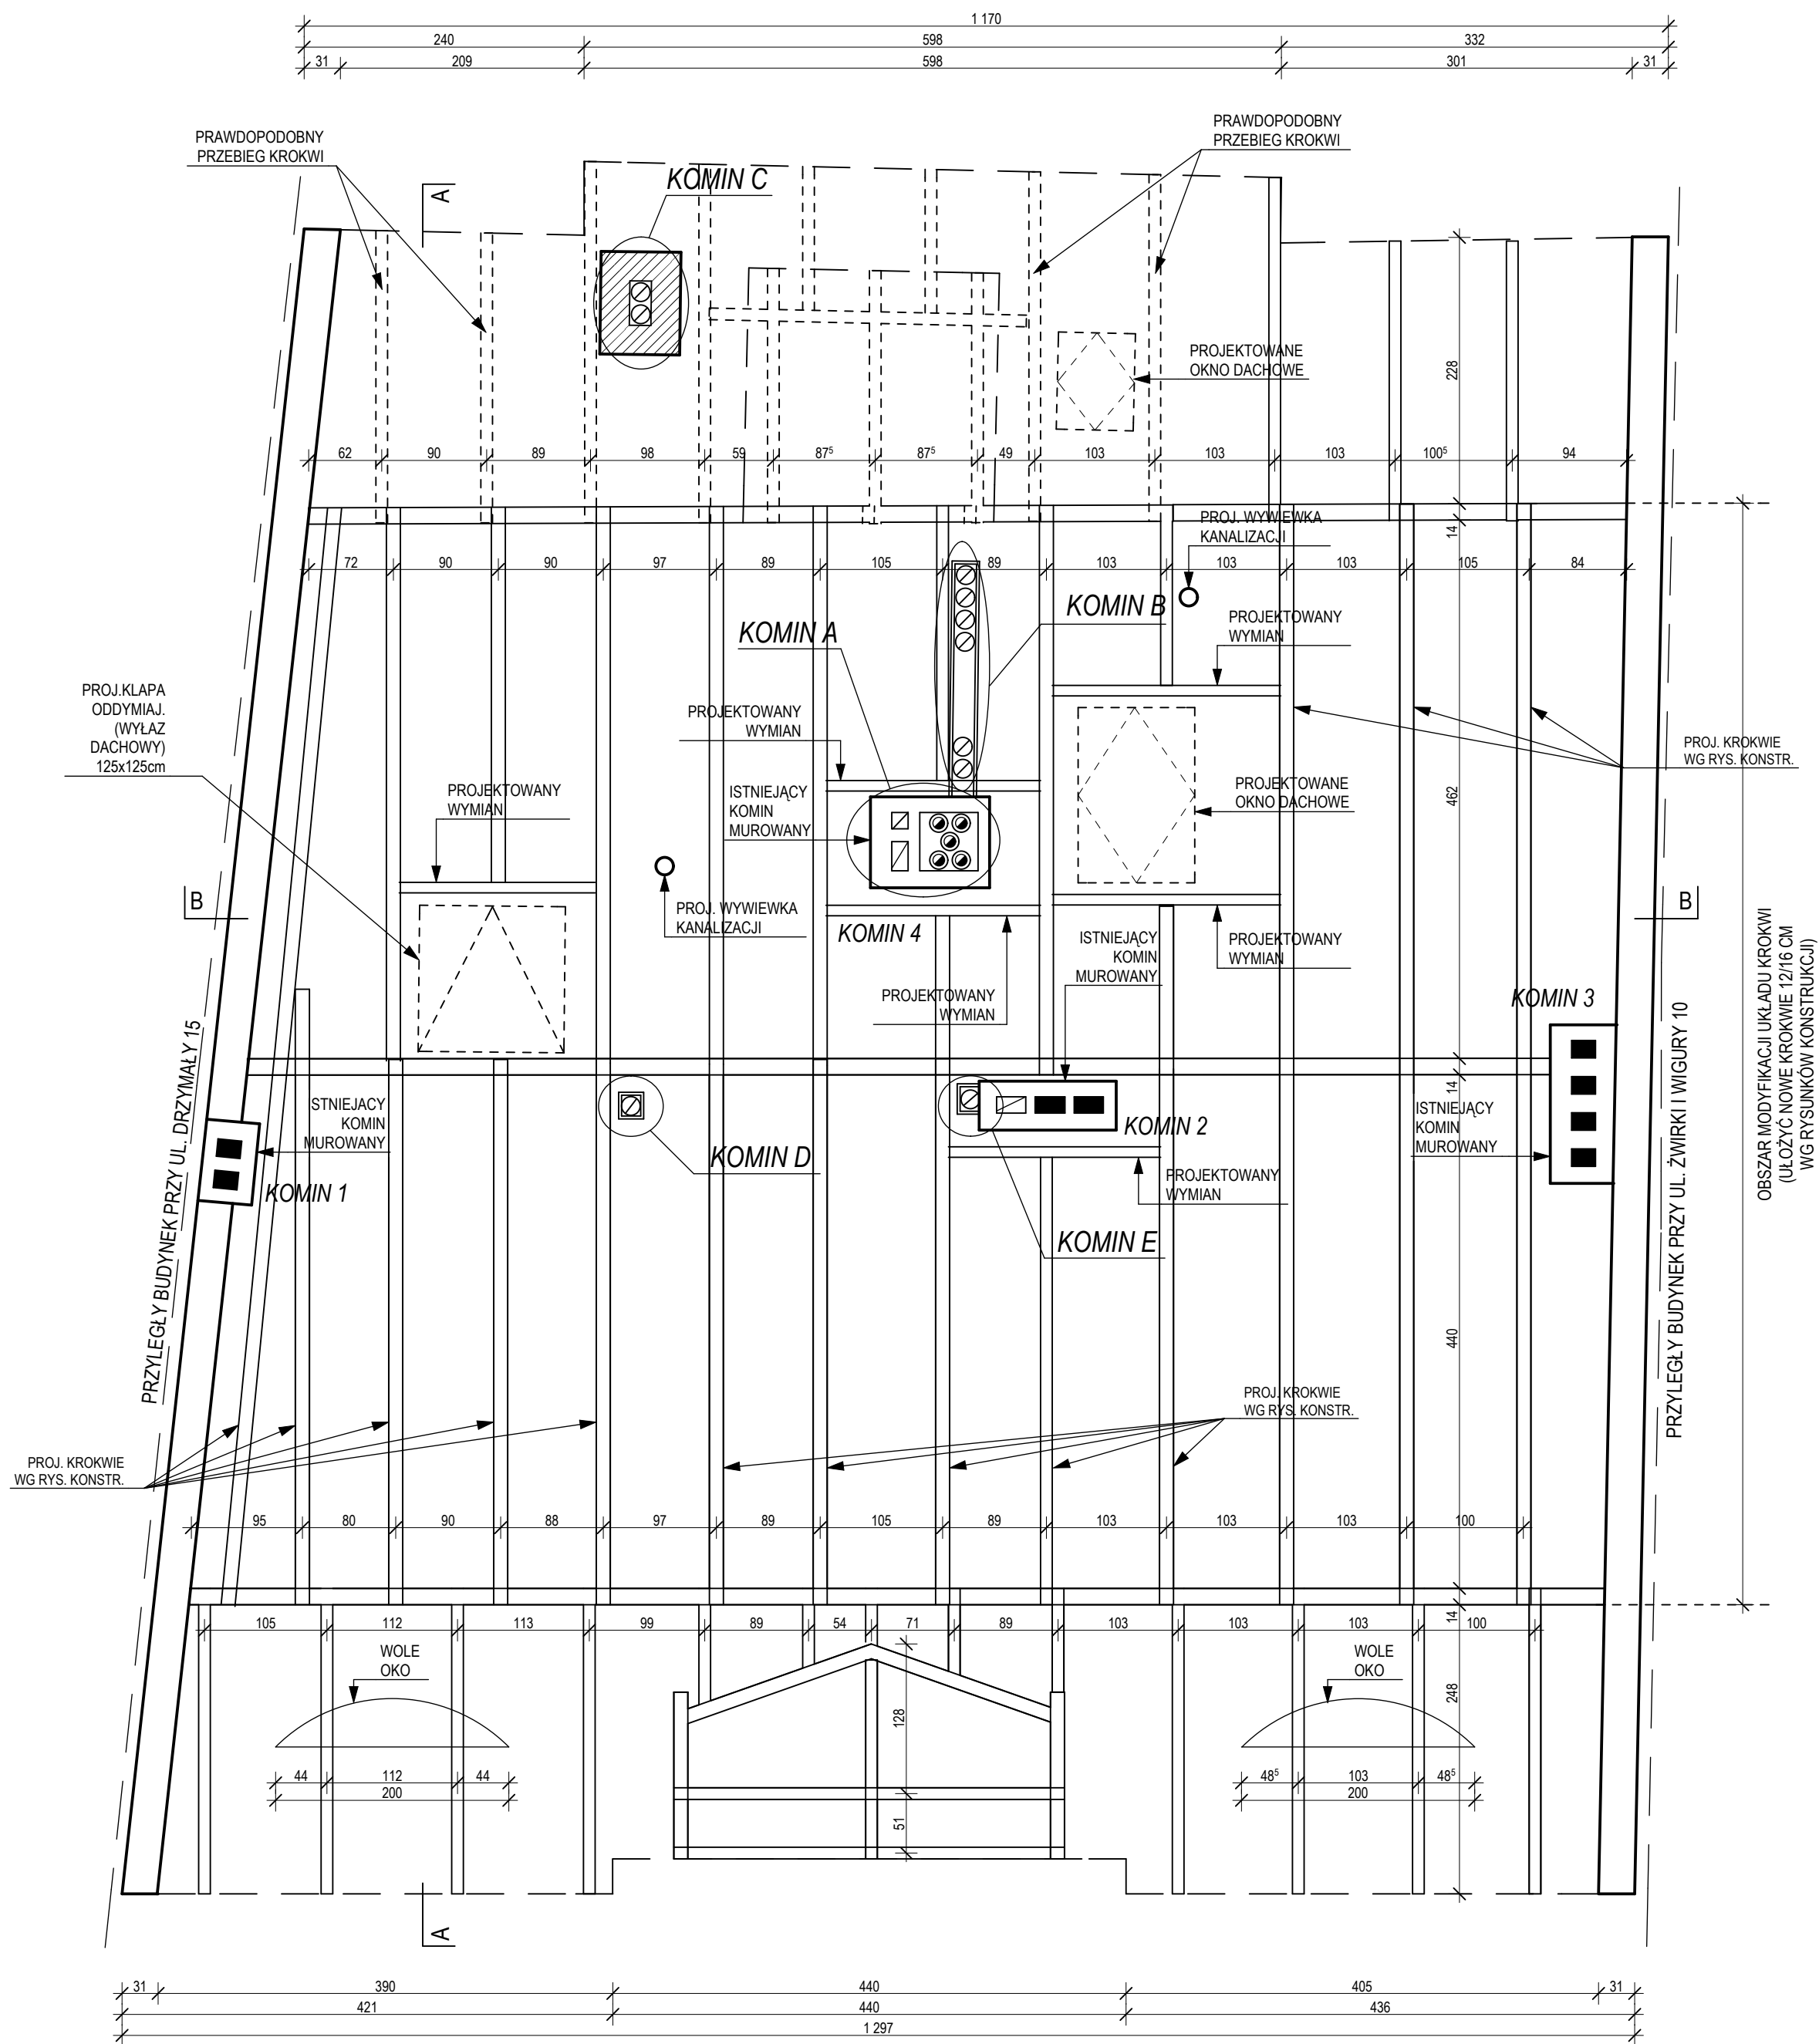 1 170
240 598 332
31 209 598 301 31
PRAWDOPODOBNY
PRZEBIEG KROKWI
PRAWDOPODOBNY
PRZEBIEG KROKWI
A
KOMIN C
PROJEKTOWANE
OKNO DACHOWE
228
62 90 89 98 59 87⁵ 87⁵ 49 103 103 103 100⁵ 94
PROJ. WYWIEWKA
KANALIZACJI
14
72 90 90 97 89 105 89 103 103 103 105 84
KOMIN B
KOMIN A
PROJEKTOWANY
WYMIAN
PROJ.KLAPA
ODDYMIAJ.
(WYŁAZ
DACHOWY)
125x125cm
PROJEKTOWANY
WYMIAN
PROJ. KROKWIE
WG RYS. KONSTR.
PROJEKTOWANY
WYMIAN
ISTNIEJĄCY
KOMIN
MUROWANY
PROJEKTOWANE
OKNO DACHOWE
462
B
B
PROJ. WYWIEWKA
KANALIZACJI
KOMIN 4
ISTNIEJĄCY
KOMIN
MUROWANY
PROJEKTOWANY
WYMIAN
PROJEKTOWANY
WYMIAN
KOMIN 3
OBSZAR MODYFIKACJI UKŁADU KROKWI
(UŁOŻYĆ NOWE KROKWIE 12/16 CM
WG RYSUNKÓW KONSTRUKCJI)
PRZYLEGŁY BUDYNEK PRZY UL. DRZYMAŁY 15
PRZYLEGŁY BUDYNEK PRZY UL. ŻWIRKI I WIGURY 10
14
STNIEJACY
KOMIN
MUROWANY
KOMIN 1
KOMIN D
KOMIN 2
ISTNIEJĄCY
KOMIN
MUROWANY
PROJEKTOWANY
WYMIAN
KOMIN E
440
PROJ. KROKWIE
WG RYS. KONSTR.
PROJ. KROKWIE
WG RYS. KONSTR.
95 80 90 88 97 89 105 89 103 103 103 100
14
105 112 113 99 89 54 71 89 103 103 103 100
WOLE
OKO
WOLE
OKO
248
128
44 112 44
200
48⁵ 103 48⁵
200
51
A
31 390 440 405 31
421 440 436
1 297